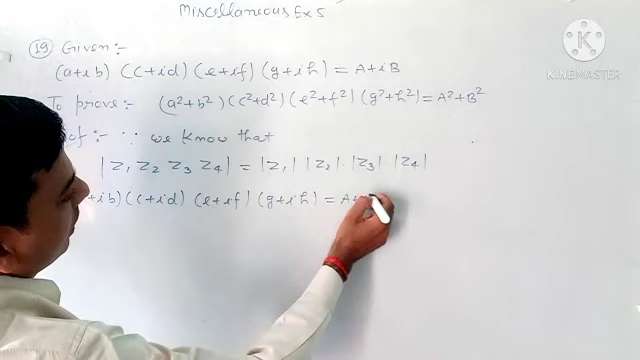 Miscellaneous Ex 5
19 Given :-
(a+ib) (c+id) (e+if) (g+ih) = A+iB
To prove :- (a²+b²) (c²+d²) (e²+f²) (g²+h²) = A²+B²
of :- ∵ we know that
|z₁ z₂ z₃ z₄| = |z₁| |z₂|. |z₃|. |z₄|
+ib) (c+id) (e+if) (g+ih) = A+
KINEMASTER